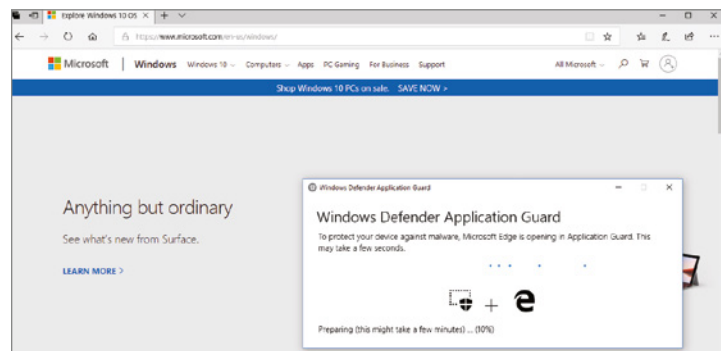 Explore Windows 10 OS
https://www.microsoft.com/en-us/windows/
Microsoft Windows Windows 10 Computers Apps PC Gaming For Business Support All Microsoft
Shop Windows 10 PCs on sale. SAVE NOW >
Anything but ordinary
See what's new from Surface.
LEARN MORE >
Windows Defender Application Guard
Windows Defender Application Guard
To protect your device against malware, Microsoft Edge is opening in Application Guard. This
may take a few seconds.
Preparing (this might take a few minutes) ... (10%)